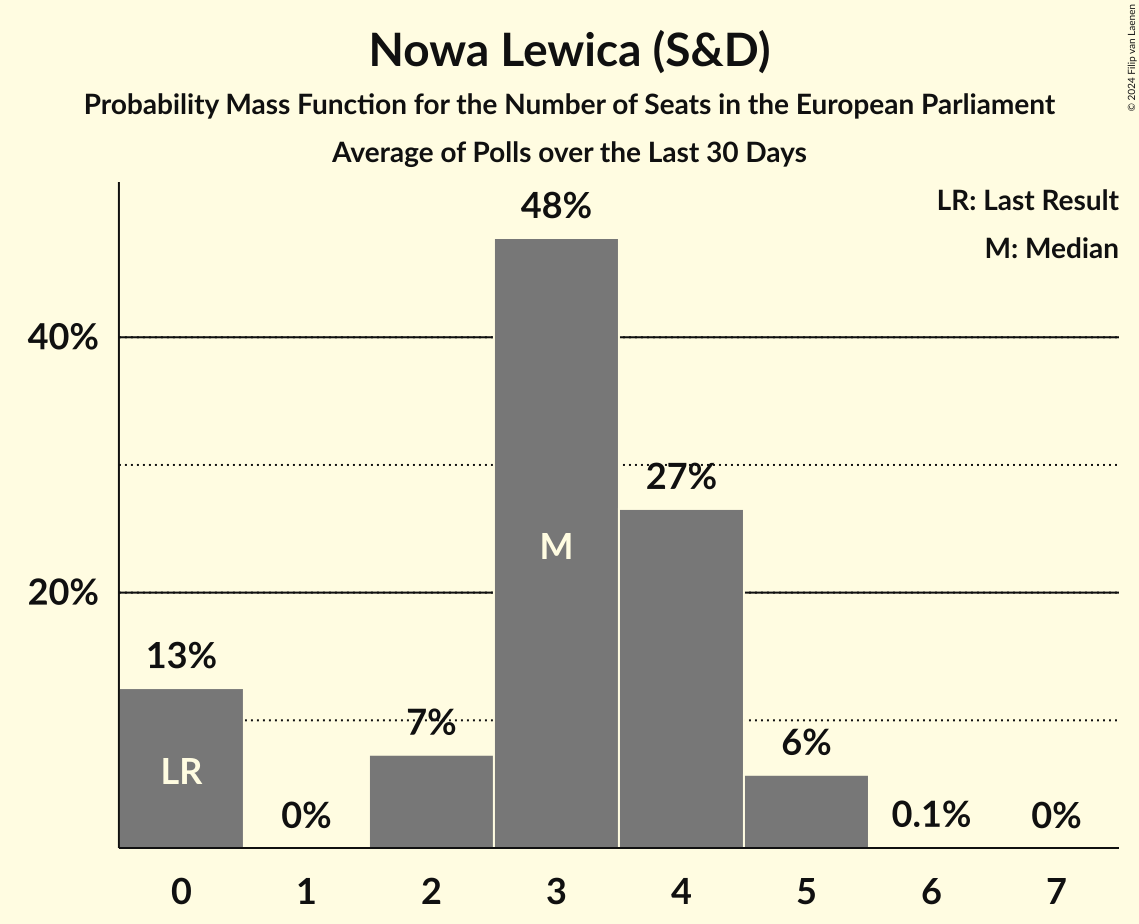 Nowa Lewica (S&D)
Probability Mass Function for the Number of Seats in the European Parliament
Average of Polls over the Last 30 Days
© 2024 Filip van Laenen
LR: Last Result
M: Median
48%
40%
27%
M
20%
13%
7%
6%
LR
0%
0.1%
0%
0 1 2 3 4 5 6 7